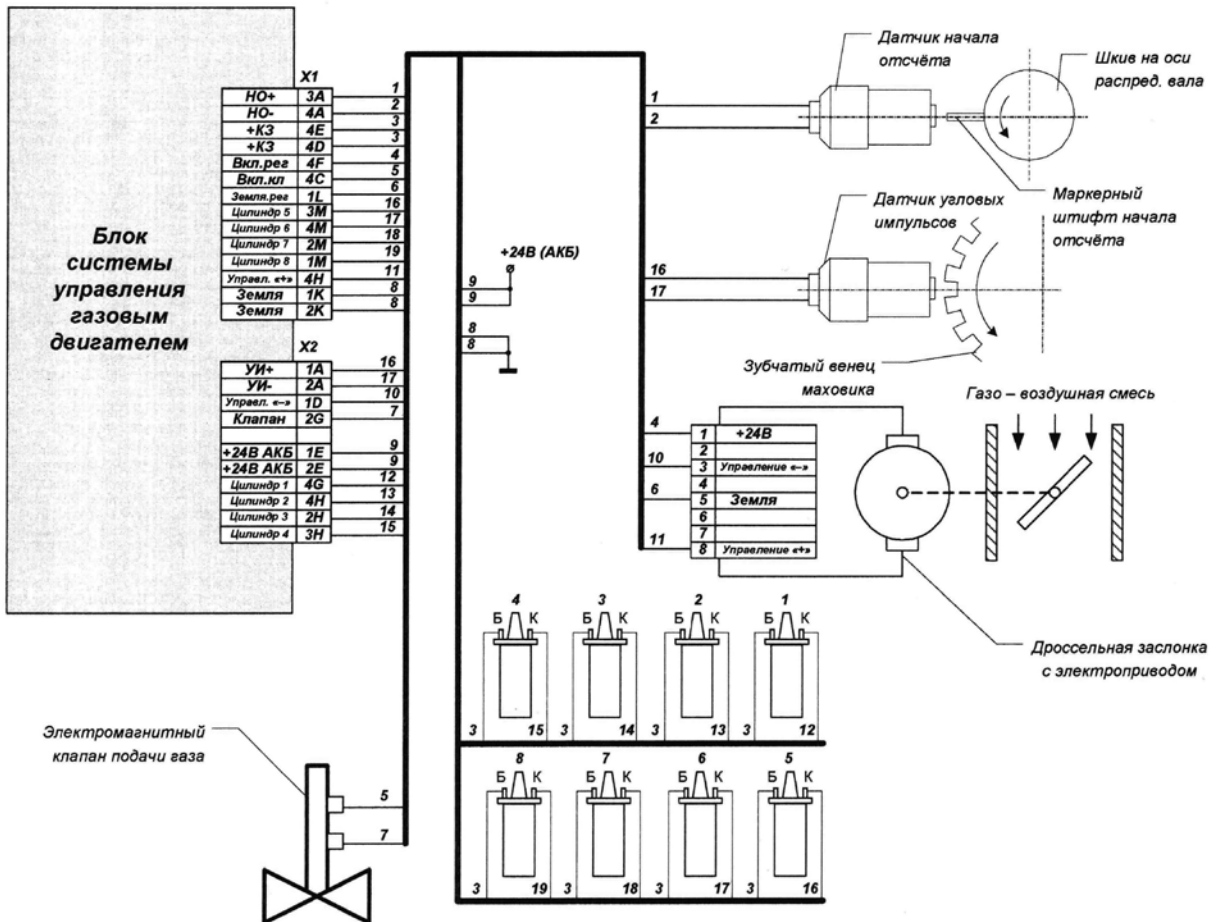 Блок
системы
управления
газовым
двигателем
X1
НО+ 3A 1
НО- 4A 2
+КЗ 4E 3
+КЗ 4D 3
Вкл.рег 4F 4
Вкл.кл 4C 5
Земля.рег 1L 6
Цилиндр 5 3M 16
Цилиндр 6 4M 17
Цилиндр 7 2M 18
Цилиндр 8 1M 19
Управл. «+» 4H 11
Земля 1K 8
Земля 2K 8
X2
УИ+ 1A 16
УИ- 2A 17
Управл. «–» 1D 10
Клапан 2G 7
+24В АКБ 1E 9
+24В АКБ 2E 9
Цилиндр 1 4G 12
Цилиндр 2 4H 13
Цилиндр 3 2H 14
Цилиндр 4 3H 15
Электромагнитный
клапан подачи газа
5
7
+24В (АКБ)
9
9
8
8
Датчик начала
отсчёта
Шкив на оси
распред. вала
1
2
Маркерный
штифт начала
отсчёта
Датчик угловых
импульсов
16
17
Зубчатый венец
маховика
Газо – воздушная смесь
4 1 +24В
2
10 3 Управление «–»
4
6 5 Земля
6
7
11 8 Управление «+»
Дроссельная заслонка
с электроприводом
4 3 2 1
Б К Б К Б К Б К
3 15 3 14 3 13 3 12
8 7 6 5
Б К Б К Б К Б К
3 19 3 18 3 17 3 16